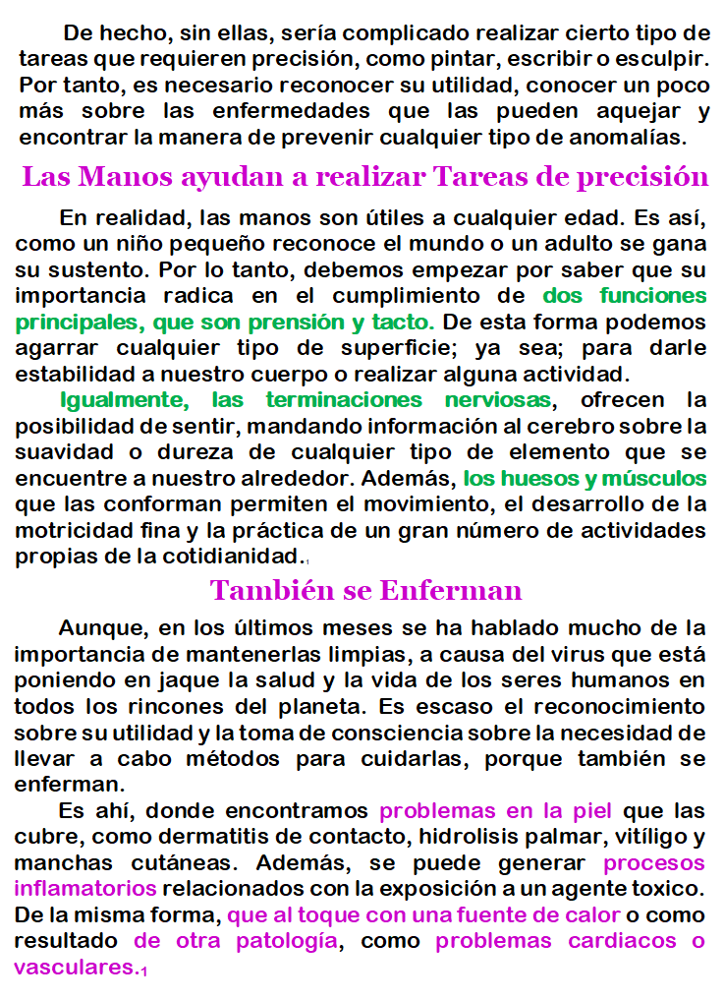 De hecho, sin ellas, sería complicado realizar cierto tipo de
tareas que requieren precisión, como pintar, escribir o esculpir.
Por tanto, es necesario reconocer su utilidad, conocer un poco
más sobre las enfermedades que las pueden aquejar y
encontrar la manera de prevenir cualquier tipo de anomalías.
Las Manos ayudan a realizar Tareas de precisión
En realidad, las manos son útiles a cualquier edad. Es así,
como un niño pequeño reconoce el mundo o un adulto se gana
su sustento. Por lo tanto, debemos empezar por saber que su
importancia radica en el cumplimiento de dos funciones
principales, que son prensión y tacto. De esta forma podemos
agarrar cualquier tipo de superficie; ya sea; para darle
estabilidad a nuestro cuerpo o realizar alguna actividad.
Igualmente, las terminaciones nerviosas, ofrecen la
posibilidad de sentir, mandando información al cerebro sobre la
suavidad o dureza de cualquier tipo de elemento que se
encuentre a nuestro alrededor. Además, los huesos y músculos
que las conforman permiten el movimiento, el desarrollo de la
motricidad fina y la práctica de un gran número de actividades
propias de la cotidianidad.1
También se Enferman
Aunque, en los últimos meses se ha hablado mucho de la
importancia de mantenerlas limpias, a causa del virus que está
poniendo en jaque la salud y la vida de los seres humanos en
todos los rincones del planeta. Es escaso el reconocimiento
sobre su utilidad y la toma de consciencia sobre la necesidad de
llevar a cabo métodos para cuidarlas, porque también se
enferman.
Es ahí, donde encontramos problemas en la piel que las
cubre, como dermatitis de contacto, hidrolisis palmar, vitíligo y
manchas cutáneas. Además, se puede generar procesos
inflamatorios relacionados con la exposición a un agente toxico.
De la misma forma, que al toque con una fuente de calor o como
resultado de otra patología, como problemas cardiacos o
vasculares.1